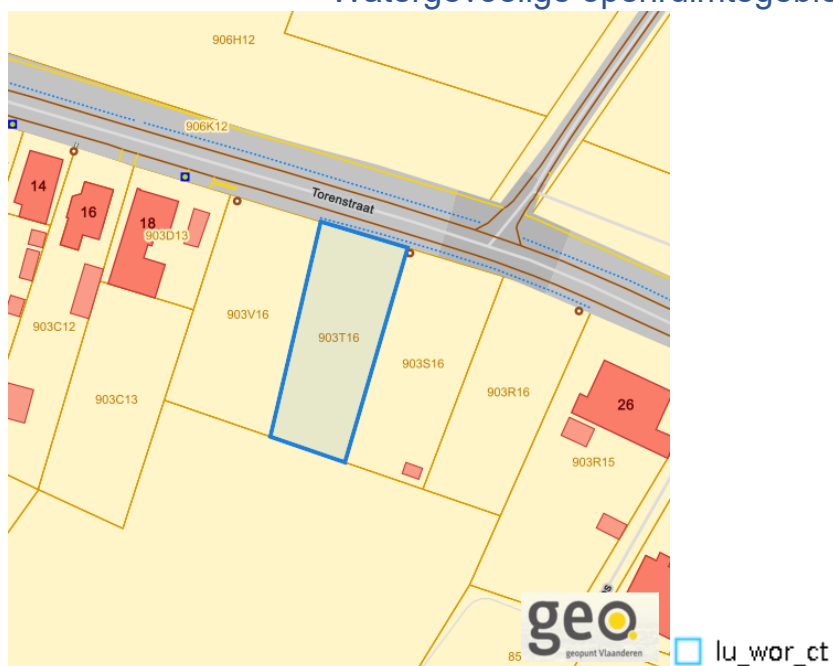 Watergevoelige openruimtegebie
906H12
906K12
Torenstraat
14
16
18
903D13
903V16
903T16
903C12
903S16
903C13
903R16
26
903R15
geo
geopunt Vlaanderen
85
lu_wor_ct